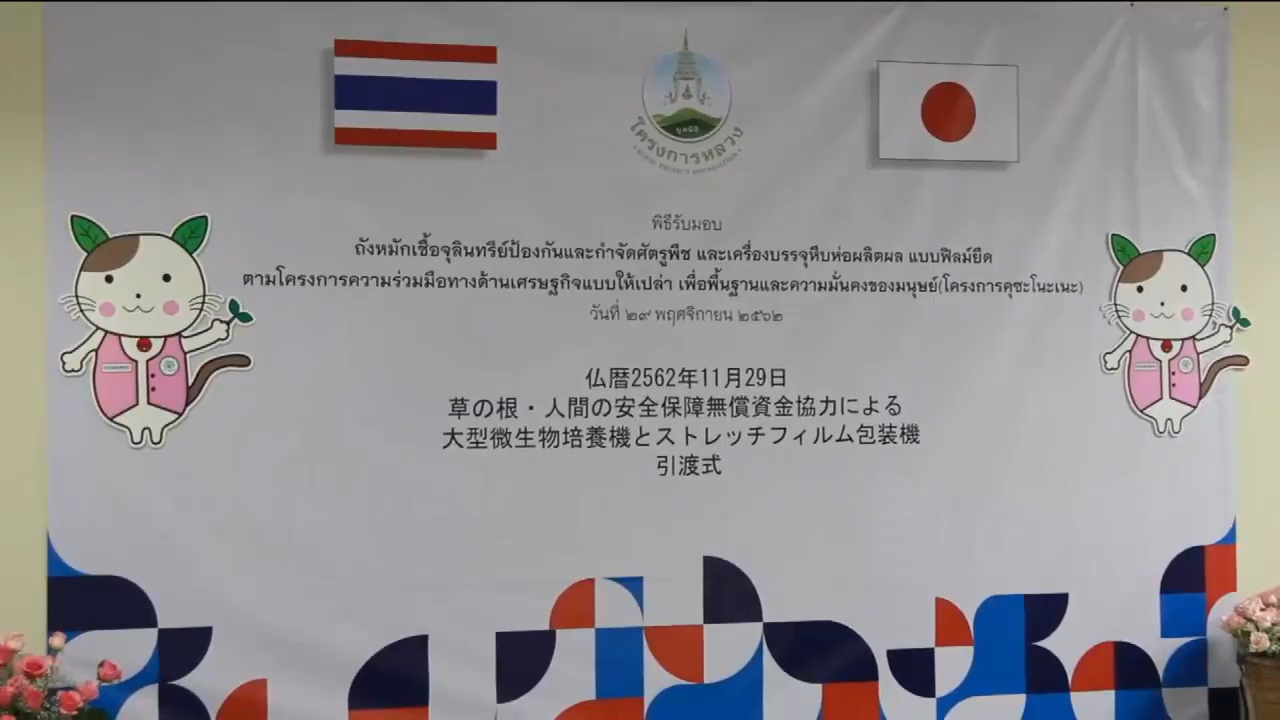 มูลนิธิ
โครงการหลวง
ROYAL PROJECT FOUNDATION
พิธีรับมอบ
ถังหมักเชื้อจุลินทรีย์ป้องกันและกำจัดศัตรูพืช และเครื่องบรรจุหีบห่อผลิตผล แบบฟิล์มยืด
ตามโครงการความร่วมมือทางด้านเศรษฐกิจแบบให้เปล่า เพื่อพื้นฐานและความมั่นคงของมนุษย์(โครงการคุซะโนะเนะ)
วันที่ ๒๙ พฤศจิกายน ๒๕๖๒
仏暦2562年11月29日
草の根・人間の安全保障無償資金協力による
大型微生物培養機とストレッチフィルム包装機
引渡式